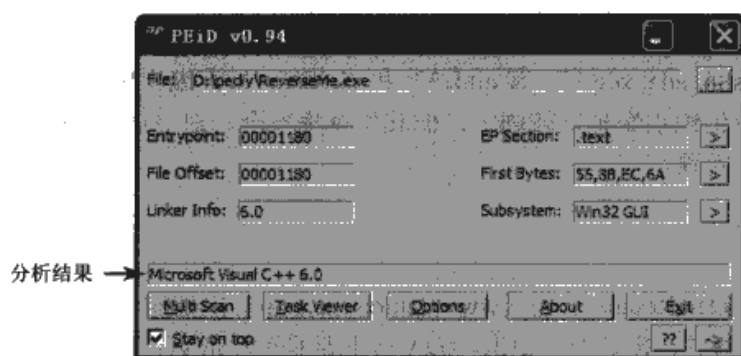 PEiD v0.94
File: D:\pediy\ReverseMe.exe ...
Entrypoint: 00001180 EP Section: .text >
File Offset: 00001180 First Bytes: 55,8B,EC,6A >
Linker Info: 6.0 Subsystem: Win32 GUI >
分析结果 Microsoft Visual C++ 6.0
Multi Scan Task Viewer Options About Exit
Stay on top ?? ->